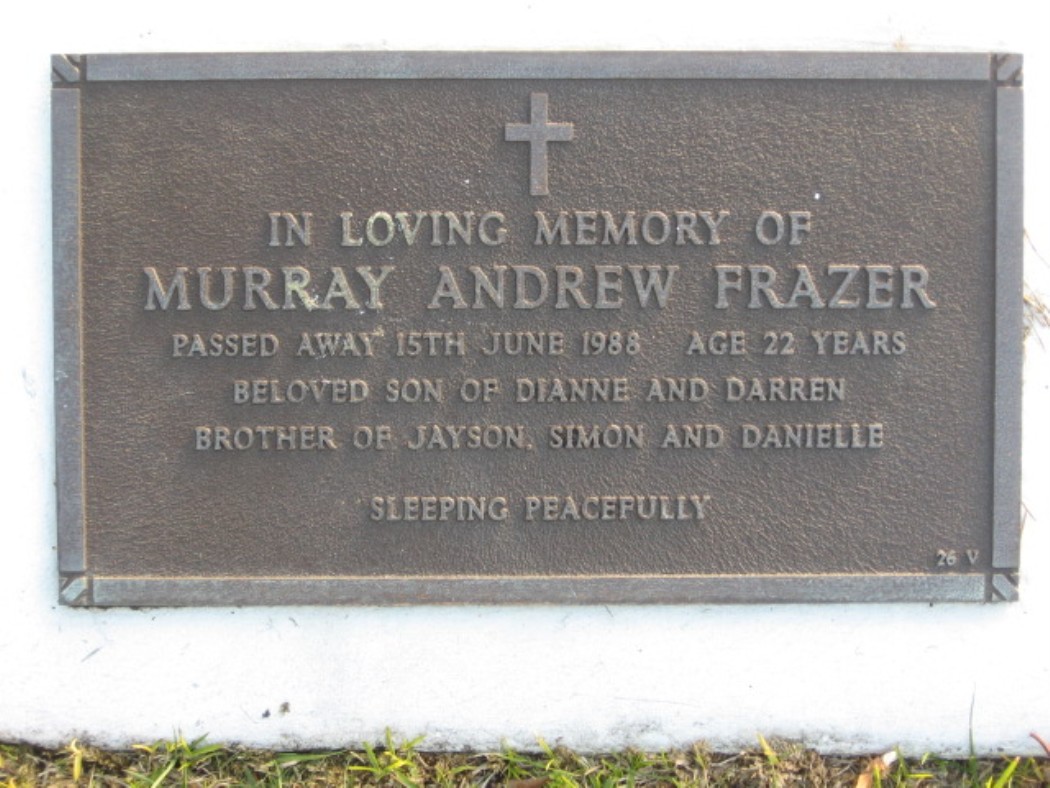 IN LOVING MEMORY OF
MURRAY ANDREW FRAZER
PASSED AWAY 15TH JUNE 1988 AGE 22 YEARS
BELOVED SON OF DIANNE AND DARREN
BROTHER OF JAYSON, SIMON AND DANIELLE
SLEEPING PEACEFULLY
26 V